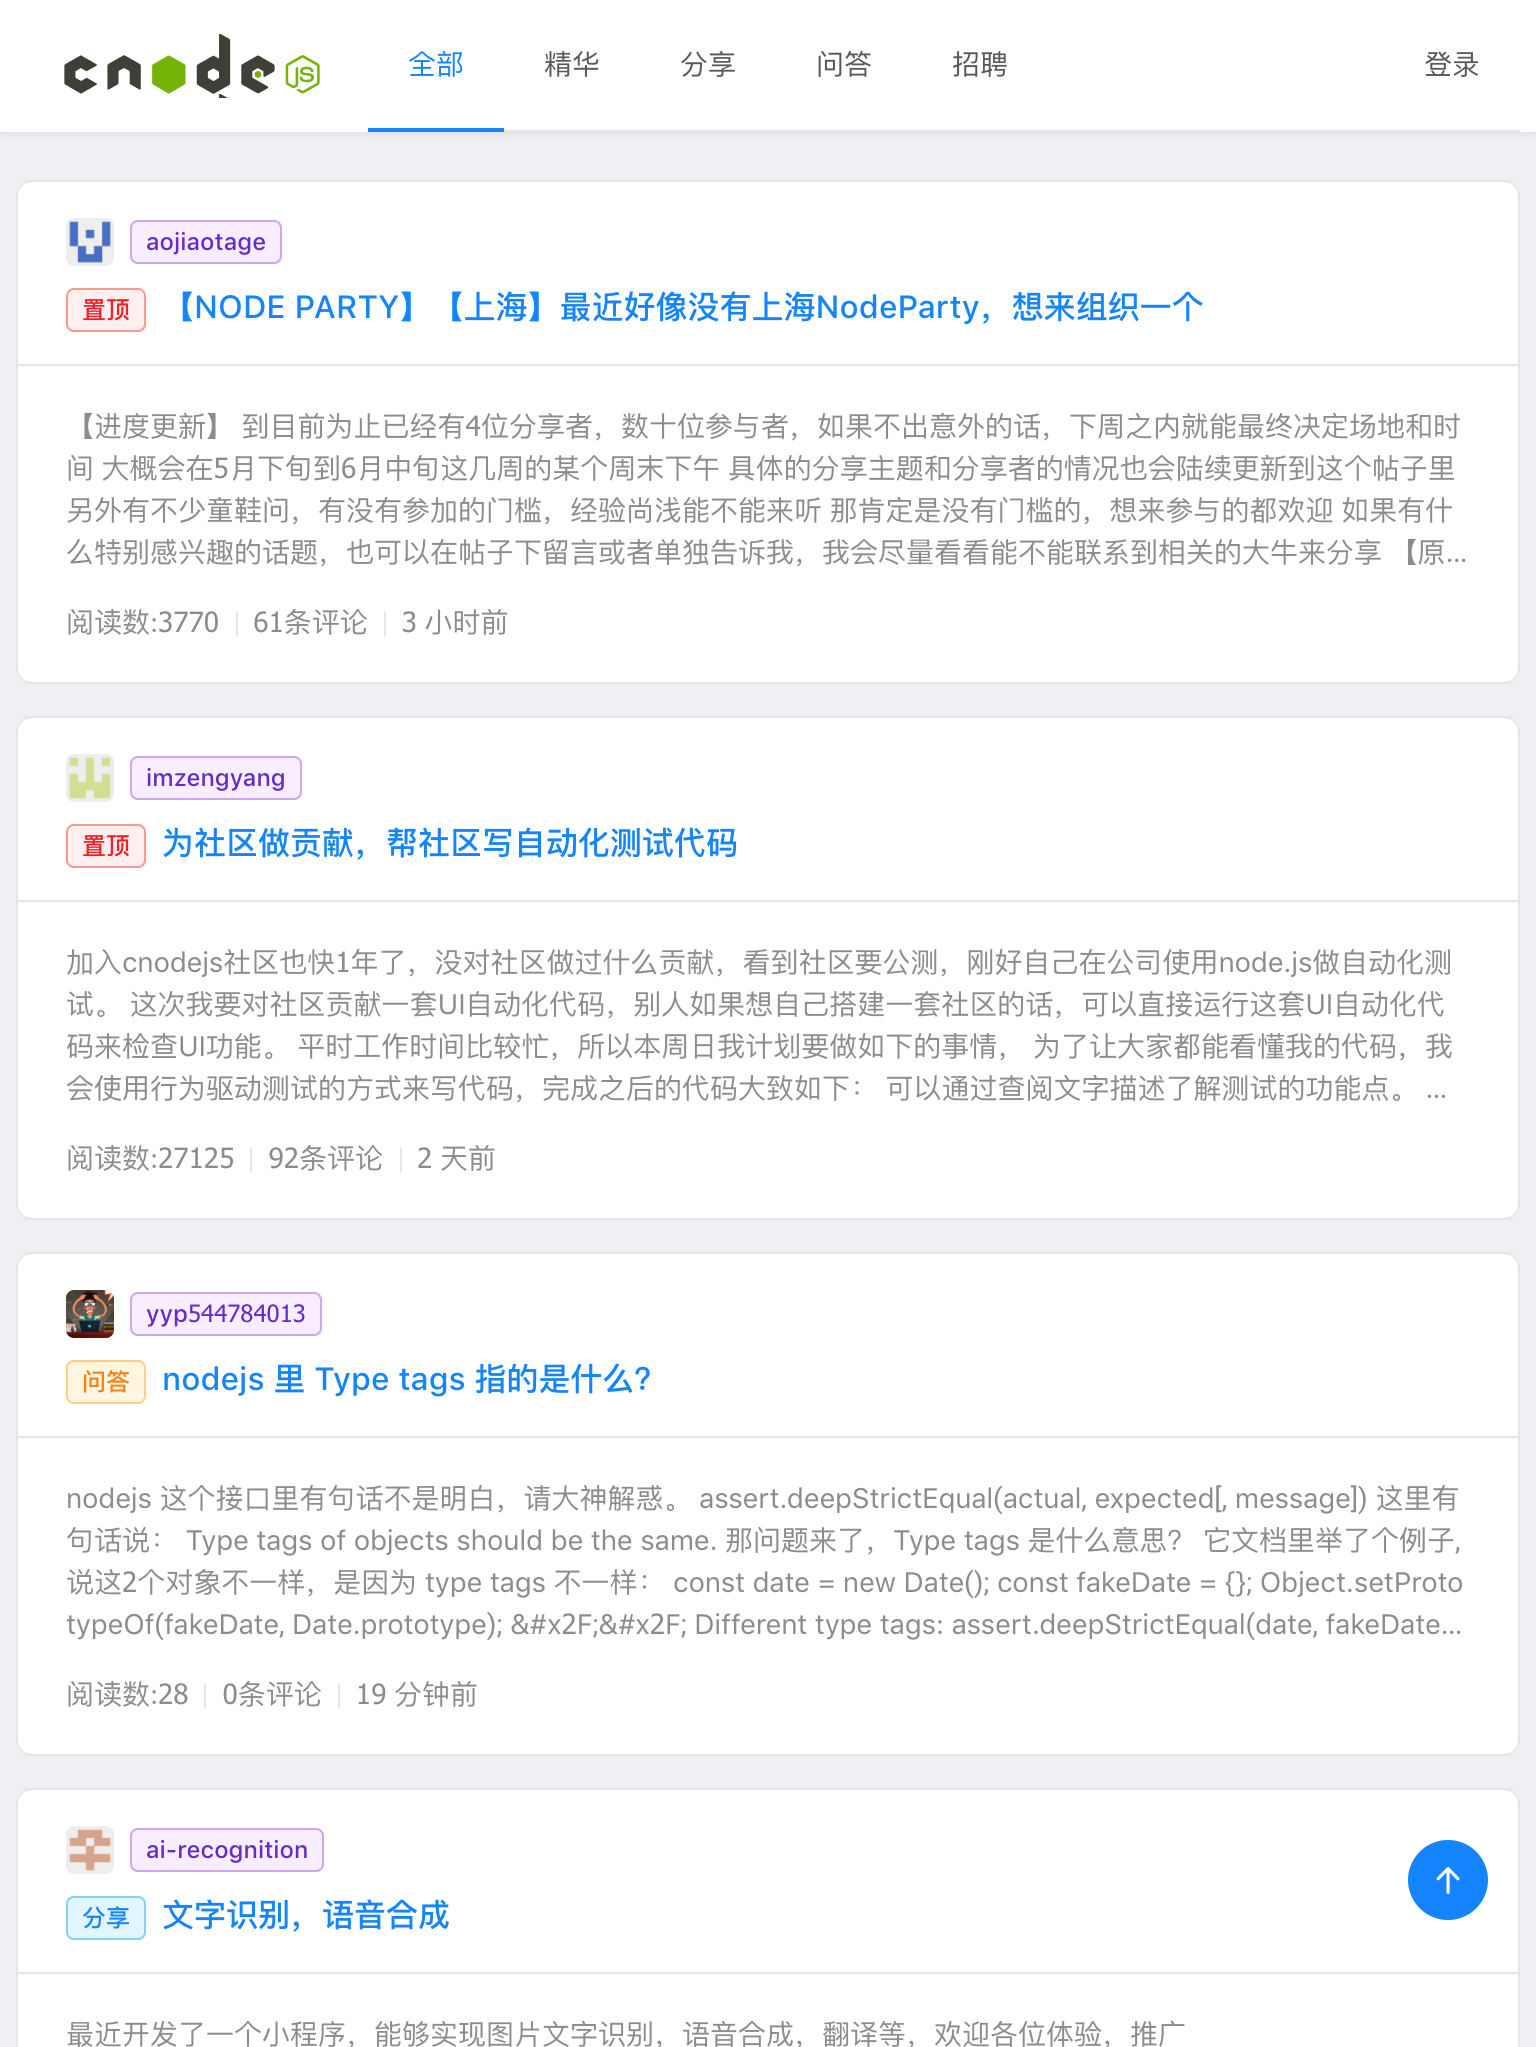 cnode JS
全部 精华 分享 问答 招聘 登录
aojiaotage
置顶 【NODE PARTY】【上海】最近好像没有上海NodeParty，想来组织一个
【进度更新】 到目前为止已经有4位分享者，数十位参与者，如果不出意外的话，下周之内就能最终决定场地和时
间 大概会在5月下旬到6月中旬这几周的某个周末下午 具体的分享主题和分享者的情况也会陆续更新到这个帖子里
另外有不少童鞋问，有没有参加的门槛，经验尚浅能不能来听 那肯定是没有门槛的，想来参与的都欢迎 如果有什
么特别感兴趣的话题，也可以在帖子下留言或者单独告诉我，我会尽量看看能不能联系到相关的大牛来分享 【原...
阅读数:3770 61条评论 3 小时前
imzengyang
置顶 为社区做贡献，帮社区写自动化测试代码
加入cnodejs社区也快1年了，没对社区做过什么贡献，看到社区要公测，刚好自己在公司使用node.js做自动化测
试。 这次我要对社区贡献一套UI自动化代码，别人如果想自己搭建一套社区的话，可以直接运行这套UI自动化代
码来检查UI功能。 平时工作时间比较忙，所以本周日我计划要做如下的事情， 为了让大家都能看懂我的代码，我
会使用行为驱动测试的方式来写代码，完成之后的代码大致如下： 可以通过查阅文字描述了解测试的功能点。 ...
阅读数:27125 92条评论 2 天前
yyp544784013
问答 nodejs 里 Type tags 指的是什么?
nodejs 这个接口里有句话不是明白，请大神解惑。 assert.deepStrictEqual(actual, expected[, message]) 这里有
句话说： Type tags of objects should be the same. 那问题来了，Type tags 是什么意思？ 它文档里举了个例子,
说这2个对象不一样，是因为 type tags 不一样： const date = new Date(); const fakeDate = {}; Object.setProto
typeOf(fakeDate, Date.prototype); &#x2F;&#x2F; Different type tags: assert.deepStrictEqual(date, fakeDate...
阅读数:28 0条评论 19 分钟前
ai-recognition
分享 文字识别，语音合成
最近开发了一个小程序，能够实现图片文字识别，语音合成，翻译等，欢迎各位体验，推广